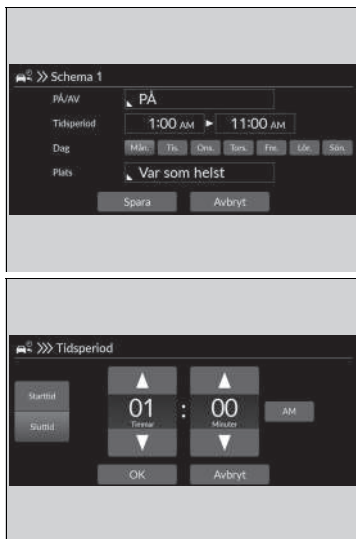 Schema 1
PÅ/AV PÅ
Tidsperiod 1:00 AM ► 11:00 AM
Dag Mån. Tis. Ons. Tors. Fre. Lör. Sön.
Plats Var som helst
Spara Avbryt
Tidsperiod
Starttid
Sluttid
01 : 00 AM
Timmar Minuter
OK Avbryt